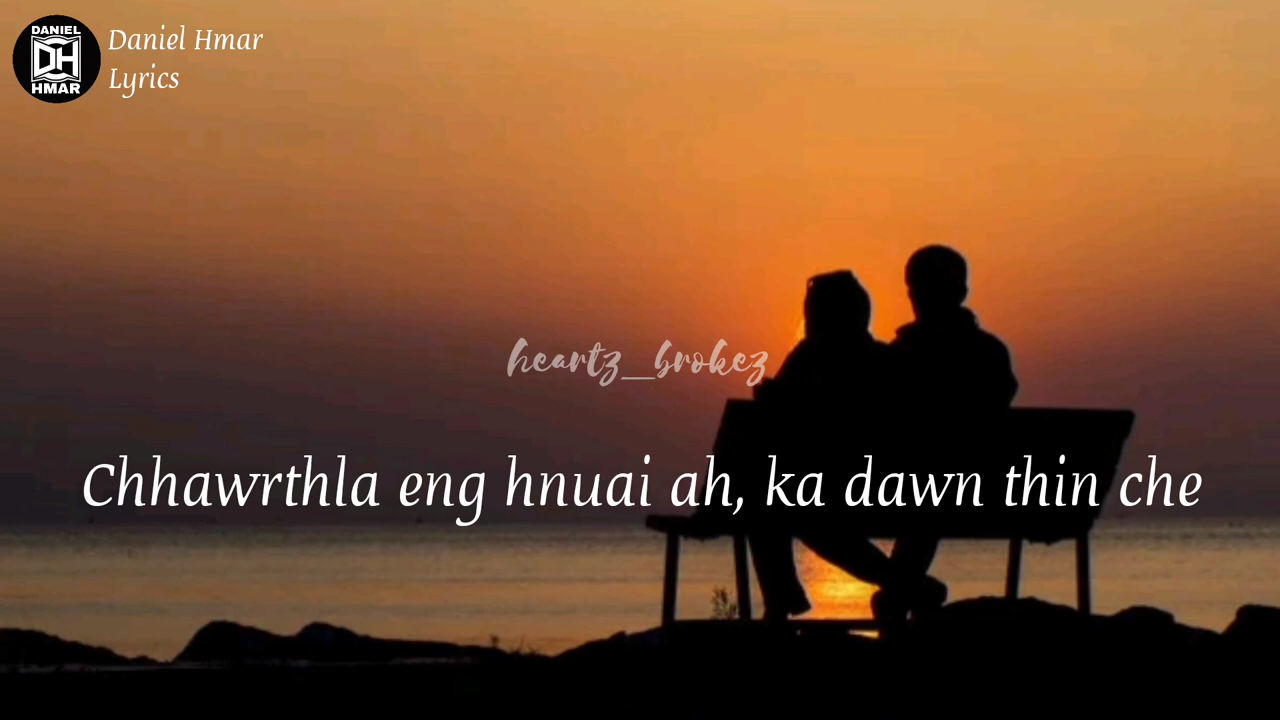 DANIEL
DH
HMAR
Daniel Hmar
Lyrics
heartz_brokez
Chhawrthla eng hnuai ah, ka dawn thin che